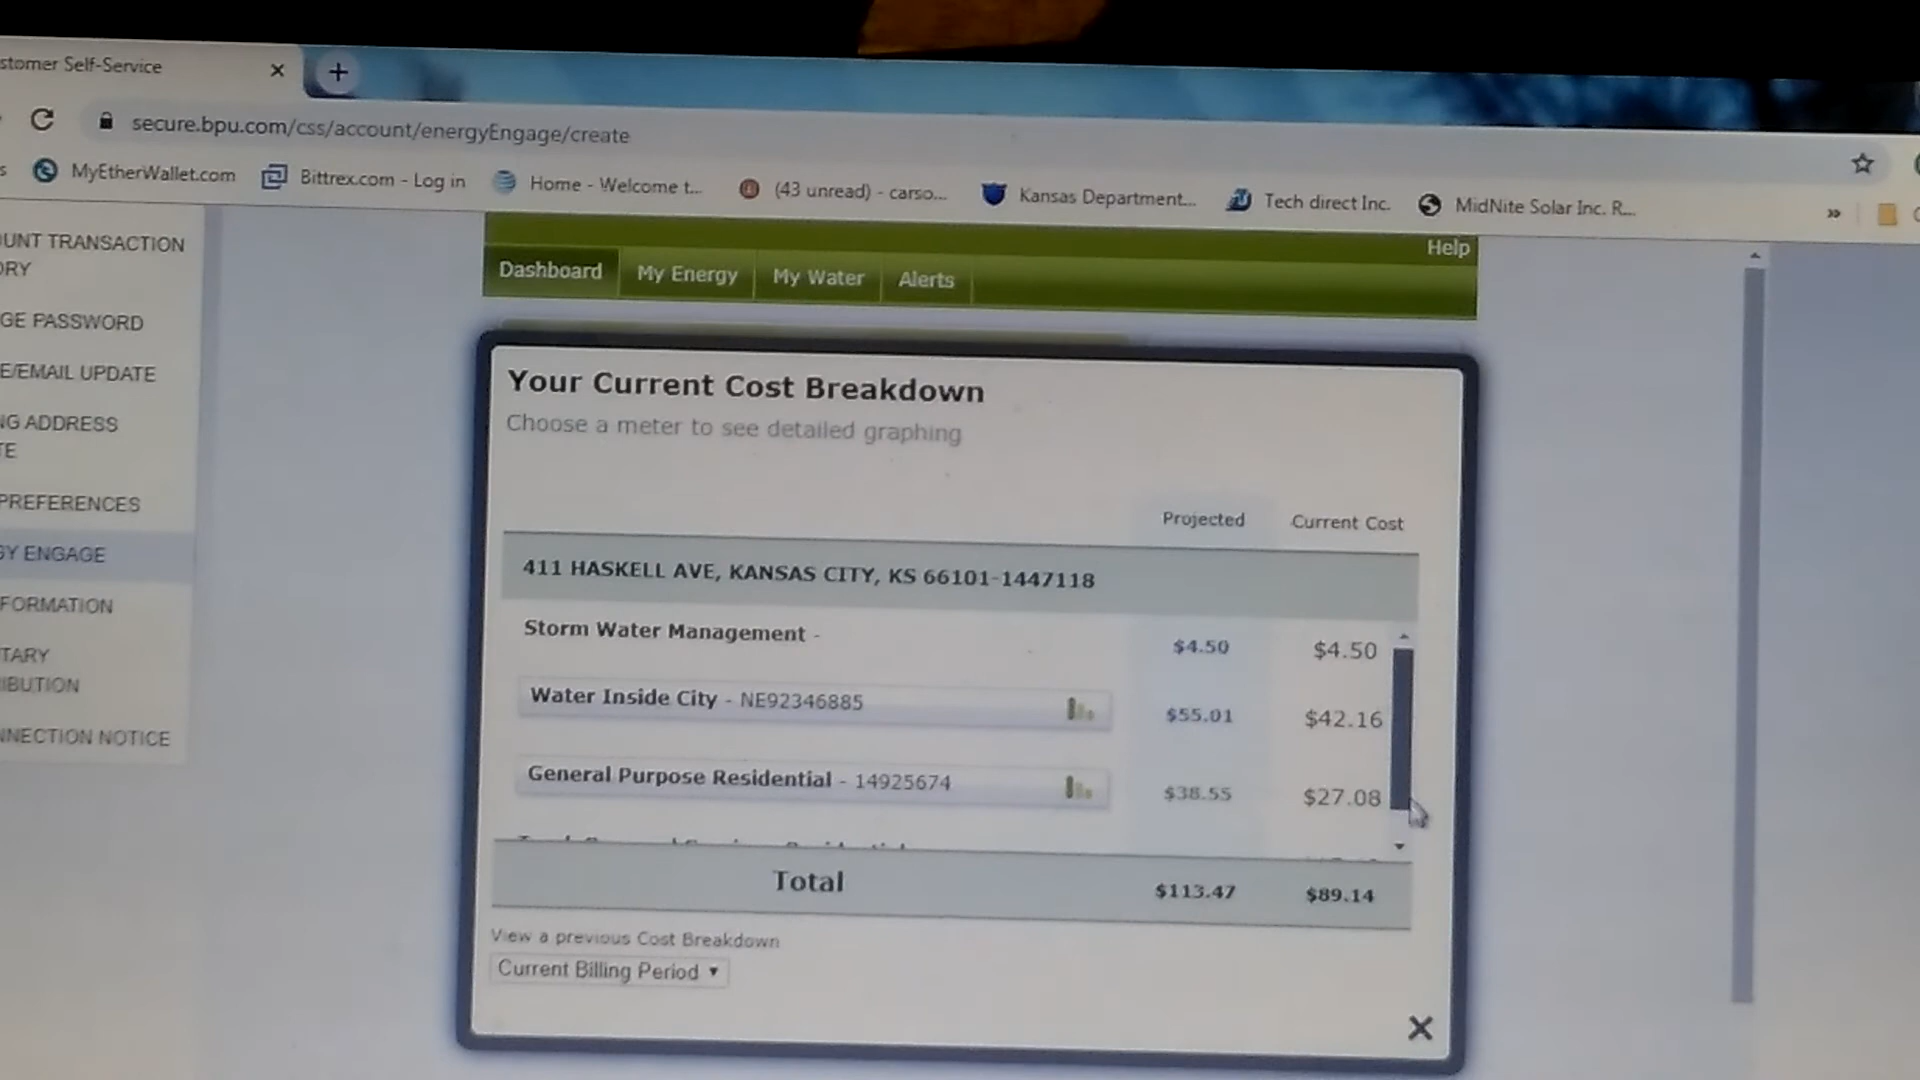 stomer Self-Service
secure.bpu.com/css/account/energyEngage/create
s MyEtherWallet.com Bittrex.com - Log in Home - Welcome t... (43 unread) - carso... Kansas Department... Tech direct Inc. MidNite Solar Inc. R... »
Help
Dashboard My Energy My Water Alerts
UNT TRANSACTION
ORY
GE PASSWORD
E/EMAIL UPDATE
NG ADDRESS
TE
PREFERENCES
GY ENGAGE
FORMATION
TARY
IBUTION
NNECTION NOTICE
Your Current Cost Breakdown
Choose a meter to see detailed graphing
Projected Current Cost
411 HASKELL AVE, KANSAS CITY, KS 66101-1447118
Storm Water Management - $4.50 $4.50
Water Inside City - NE92346885 $55.01 $42.16
General Purpose Residential - 14925674 $38.55 $27.08
Total $113.47 $89.14
View a previous Cost Breakdown
Current Billing Period